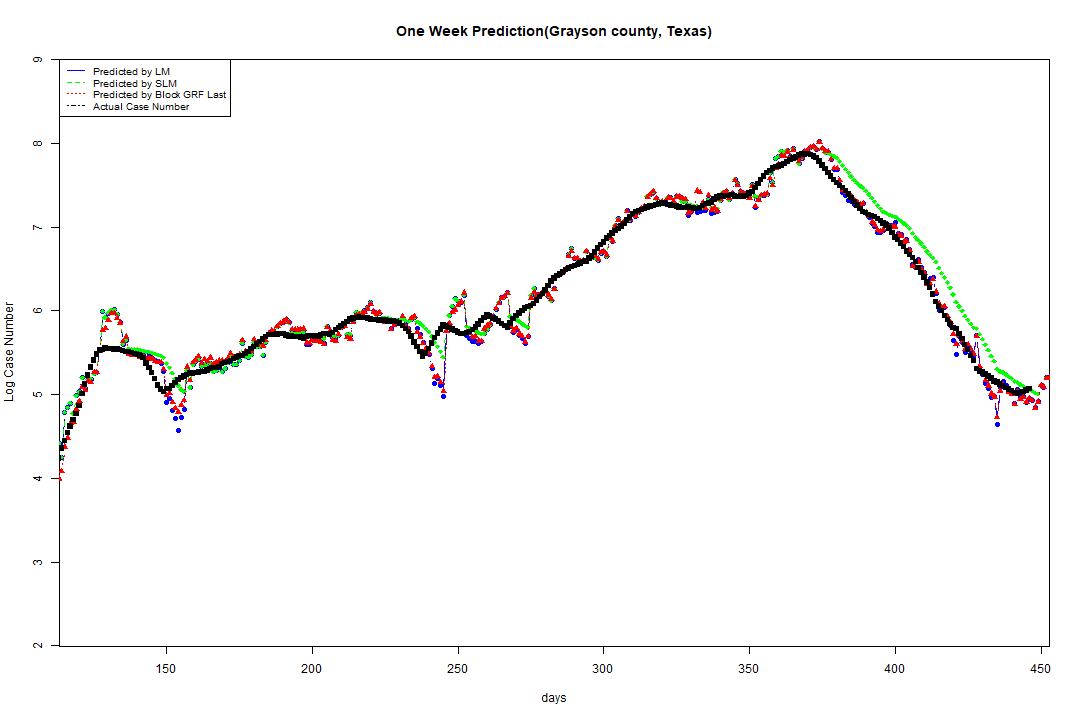 One Week Prediction(Grayson county, Texas)
Predicted by LM
Predicted by SLM
Predicted by Block GRF Last
Actual Case Number
Log Case Number
9
8
7
6
5
4
3
2
150 200 250 300 350 400 450
days